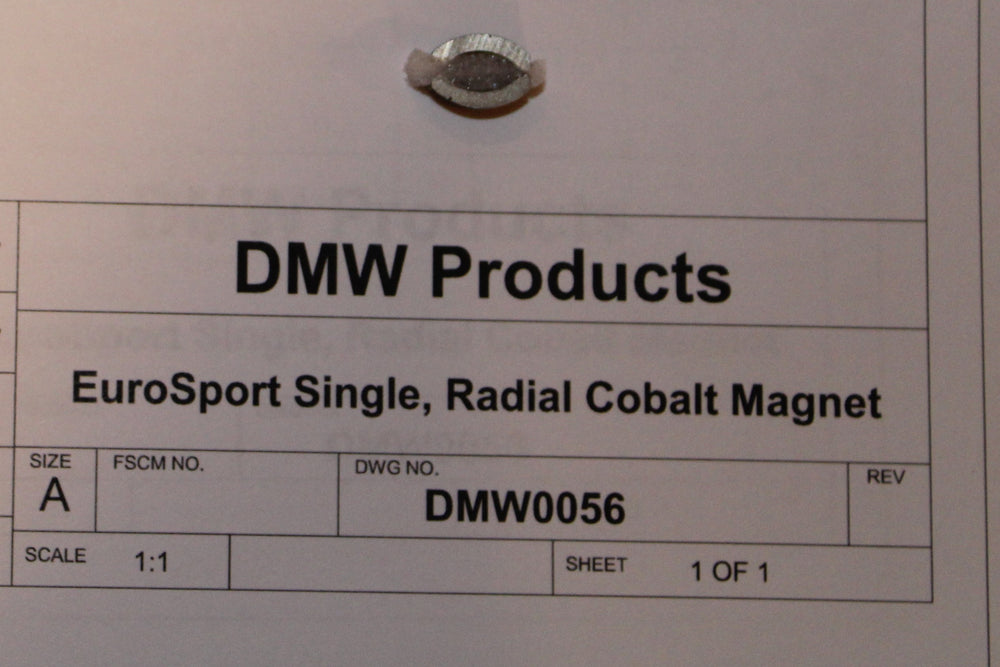 DMW Products
EuroSport Single, Radial Cobalt Magnet
SIZE
A
FSCM NO.
DWG NO.
DMW0056
REV
SCALE 1:1
SHEET 1 OF 1